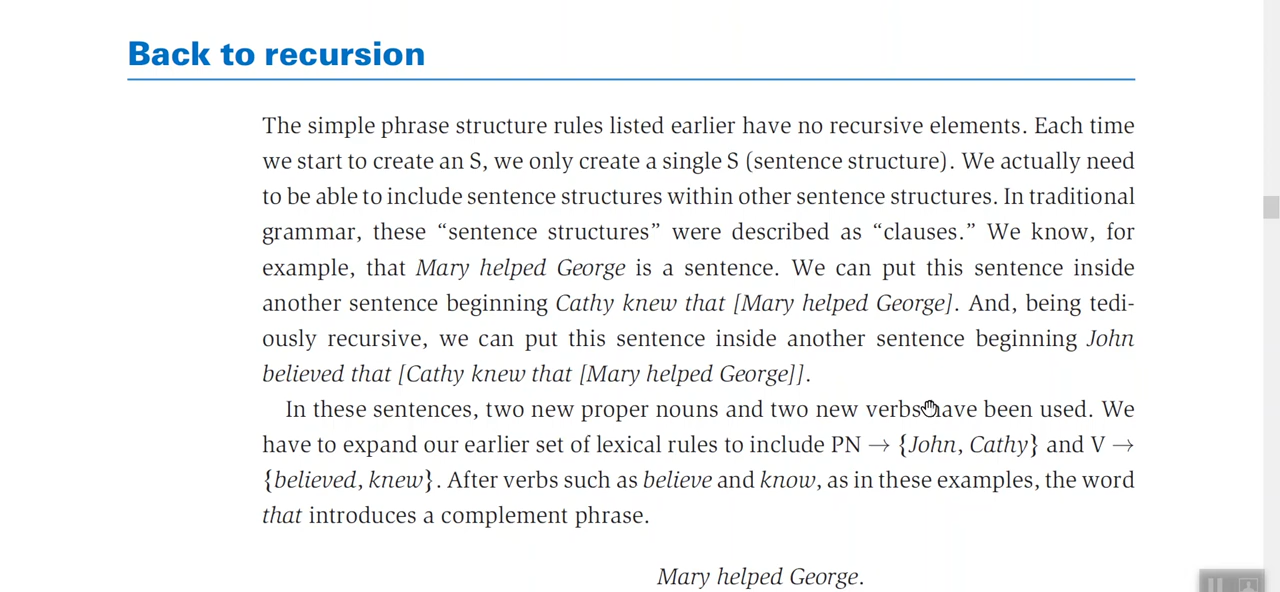 Back to recursion
The simple phrase structure rules listed earlier have no recursive elements. Each time
we start to create an S, we only create a single S (sentence structure). We actually need
to be able to include sentence structures within other sentence structures. In traditional
grammar, these “sentence structures” were described as “clauses.” We know, for
example, that Mary helped George is a sentence. We can put this sentence inside
another sentence beginning Cathy knew that [Mary helped George]. And, being tedi-
ously recursive, we can put this sentence inside another sentence beginning John
believed that [Cathy knew that [Mary helped George]].
In these sentences, two new proper nouns and two new verbs have been used. We
have to expand our earlier set of lexical rules to include PN → {John, Cathy} and V →
{believed, knew}. After verbs such as believe and know, as in these examples, the word
that introduces a complement phrase.
Mary helped George.